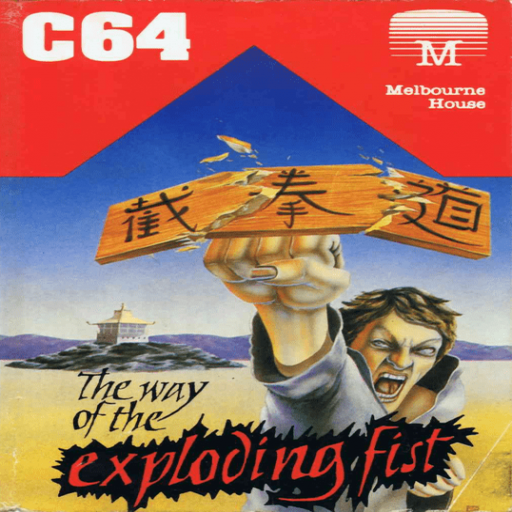 C64
M
Melbourne
House
截拳道
The way
of the
exploding fist